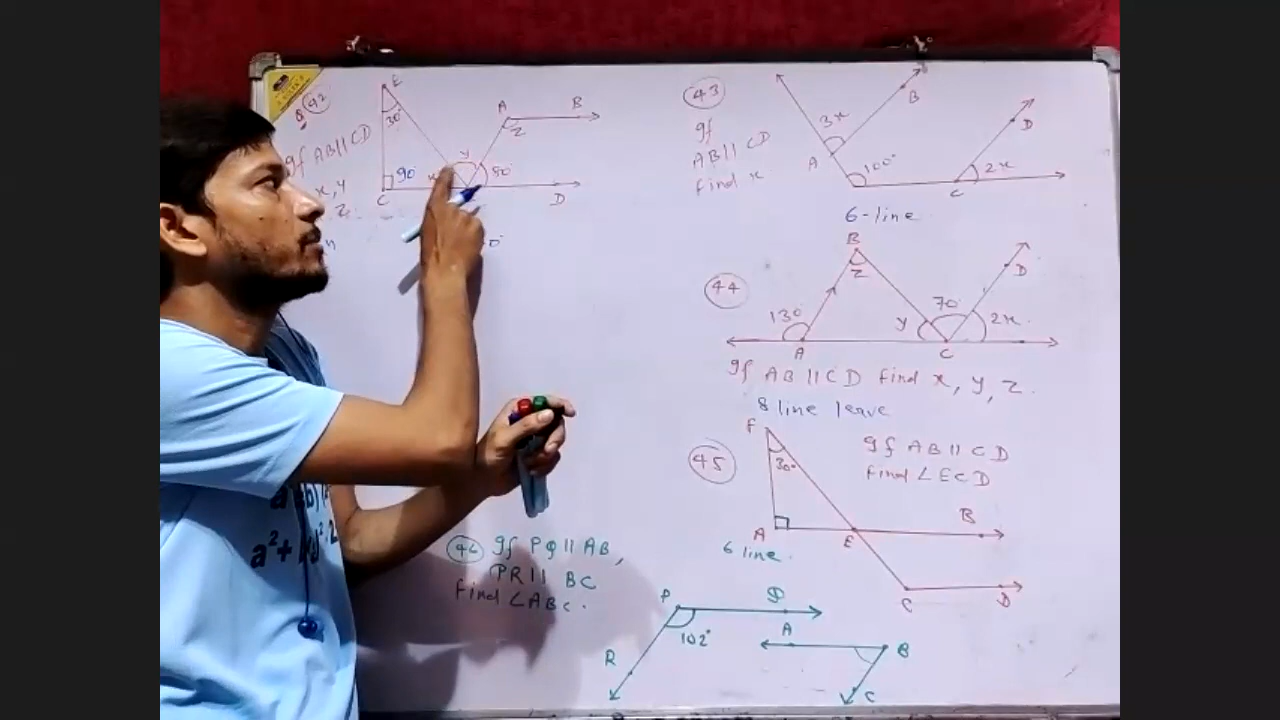 Q 42
If AB || CD
x, y
z
E
30°
90°
C
x
y
80°
A
B
z
D
43
If
AB || CD
find x
3x
A
B
100°
D
2x
C
6-line
44
130°
A
B
z
y
70°
2x
C
D
If AB || CD find x, y, z.
8 line leave
45
F
30°
A
E
B
C
D
If AB || CD
find ∠ECD
6 line.
46 If PQ || AB,
PR || BC
find ∠ABC.
P
102°
R
A
B
C